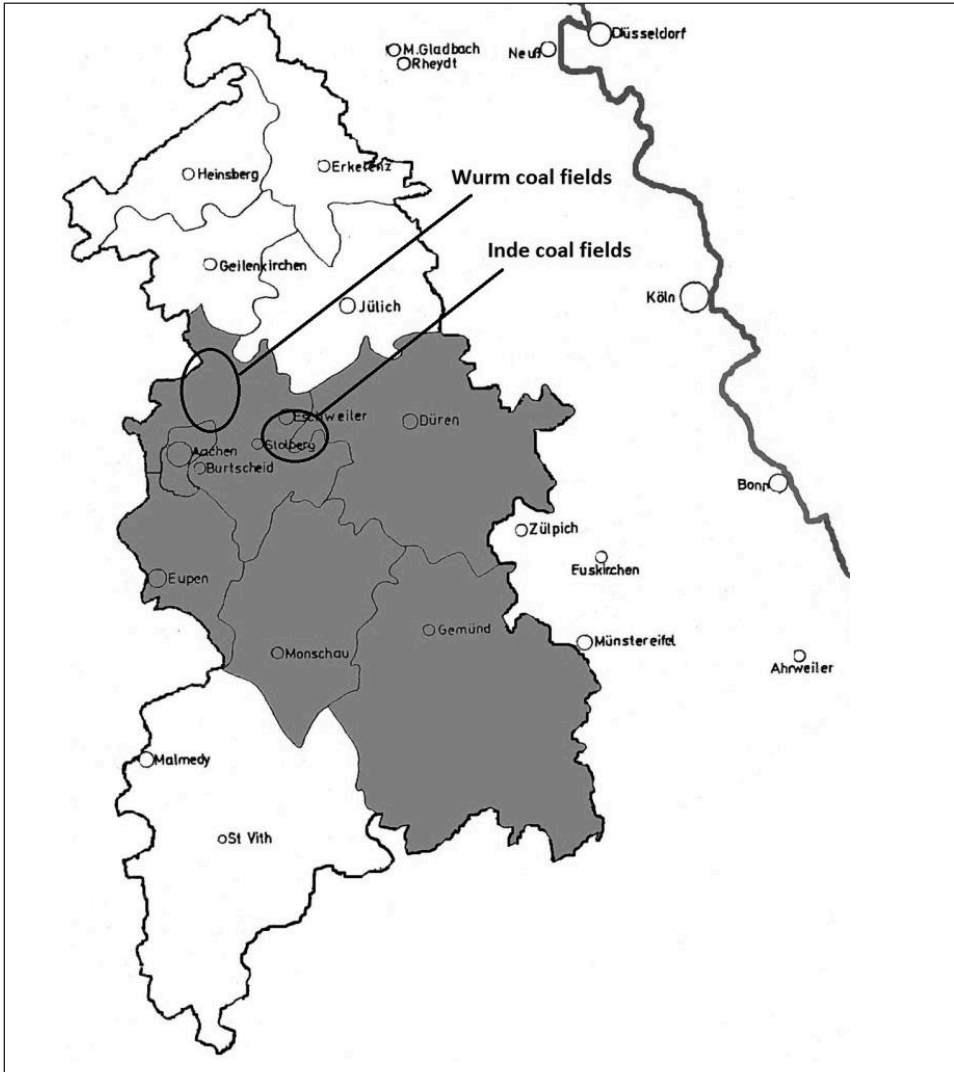 Düsseldorf
M.Gladbach
Neuß
Rheydt
Heinsberg
Erkelenz
Wurm coal fields
Inde coal fields
Geilenkirchen
Köln
Jülich
Eschweiler
Düren
Stolberg
Aachen
Burtscheid
Bonn
Zülpich
Euskirchen
Eupen
Gemünd
Münstereifel
Monschau
Ahrweiler
Malmedy
St Vith